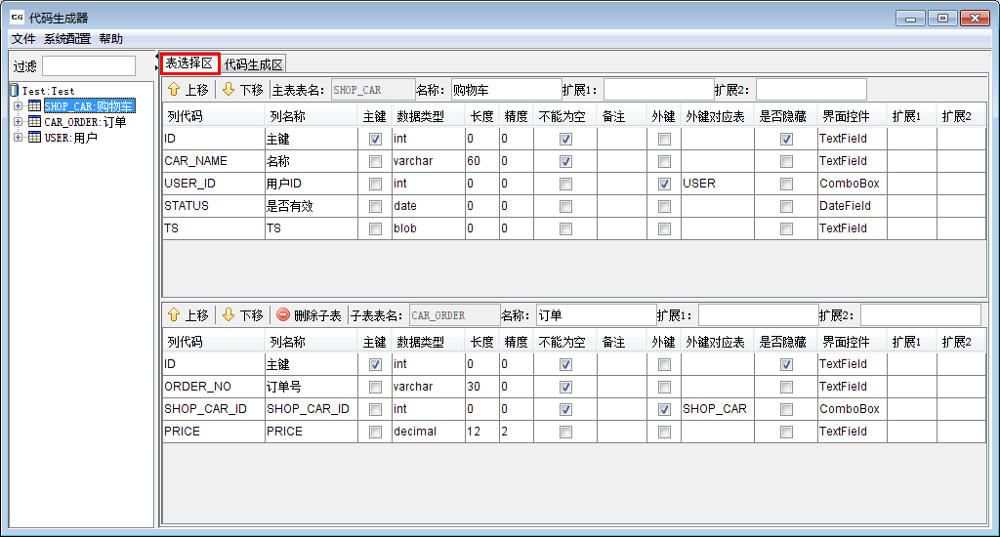 CG 代码生成器
文件 系统配置 帮助
过滤
Test:Test
SHOP_CAR:购物车
CAR_ORDER:订单
USER:用户
表选择区 代码生成区
上移 下移 主表表名: SHOP_CAR 名称: 购物车 扩展1: 扩展2:
列代码 列名称 主键 数据类型 长度 精度 不能为空 备注 外键 外键对应表 是否隐藏 界面控件 扩展1 扩展2
ID 主键 int 0 0 TextField
CAR_NAME 名称 varchar 60 0 TextField
USER_ID 用户ID int 0 0 USER ComboBox
STATUS 是否有效 date 0 0 DateField
TS TS blob 0 0 TextField
上移 下移 删除子表 子表表名: CAR_ORDER 名称: 订单 扩展1: 扩展2:
列代码 列名称 主键 数据类型 长度 精度 不能为空 备注 外键 外键对应表 是否隐藏 界面控件 扩展1 扩展2
ID 主键 int 0 0 TextField
ORDER_NO 订单号 varchar 30 0 TextField
SHOP_CAR_ID SHOP_CAR_ID int 0 0 SHOP_CAR ComboBox
PRICE PRICE decimal 12 2 TextField